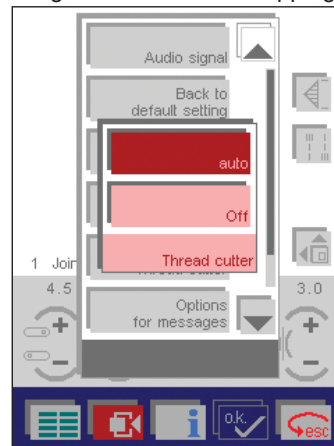 Audio signal
Back to
default setting
auto
Off
Thread cutter
1 Join
4.5
3.0
Options
for messages
i
o.k.
esc